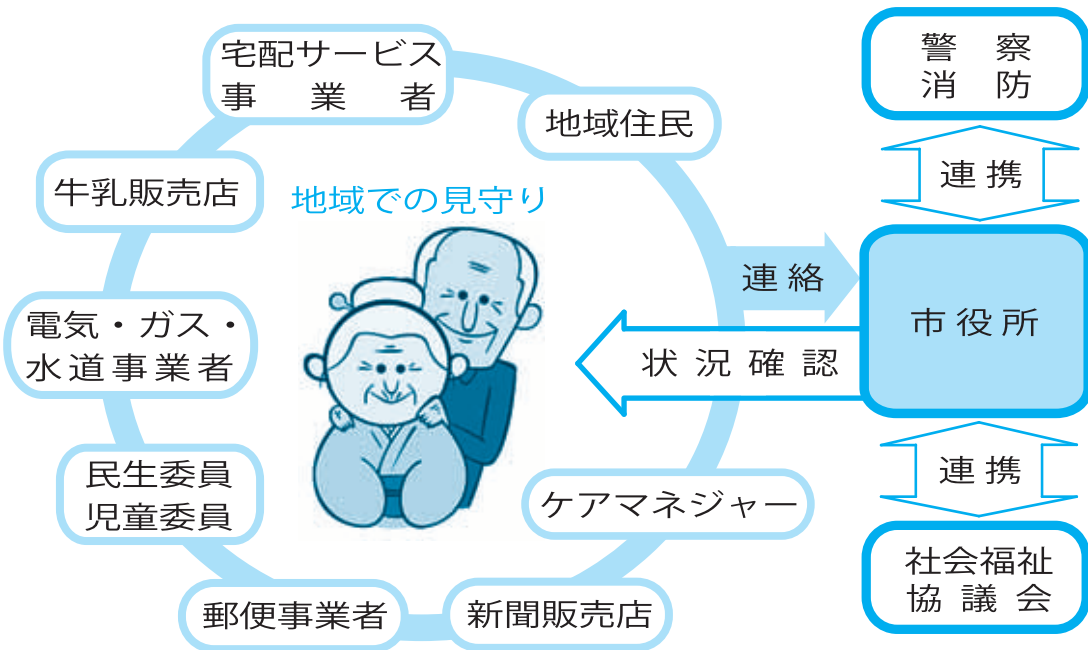 宅配サービス
事業者
地域住民
牛乳販売店
地域での見守り
電気・ガス・
水道事業者
民生委員
児童委員
郵便事業者
新聞販売店
ケアマネジャー
連絡
状況確認
警察
消防
連携
市役所
連携
社会福祉
協議会